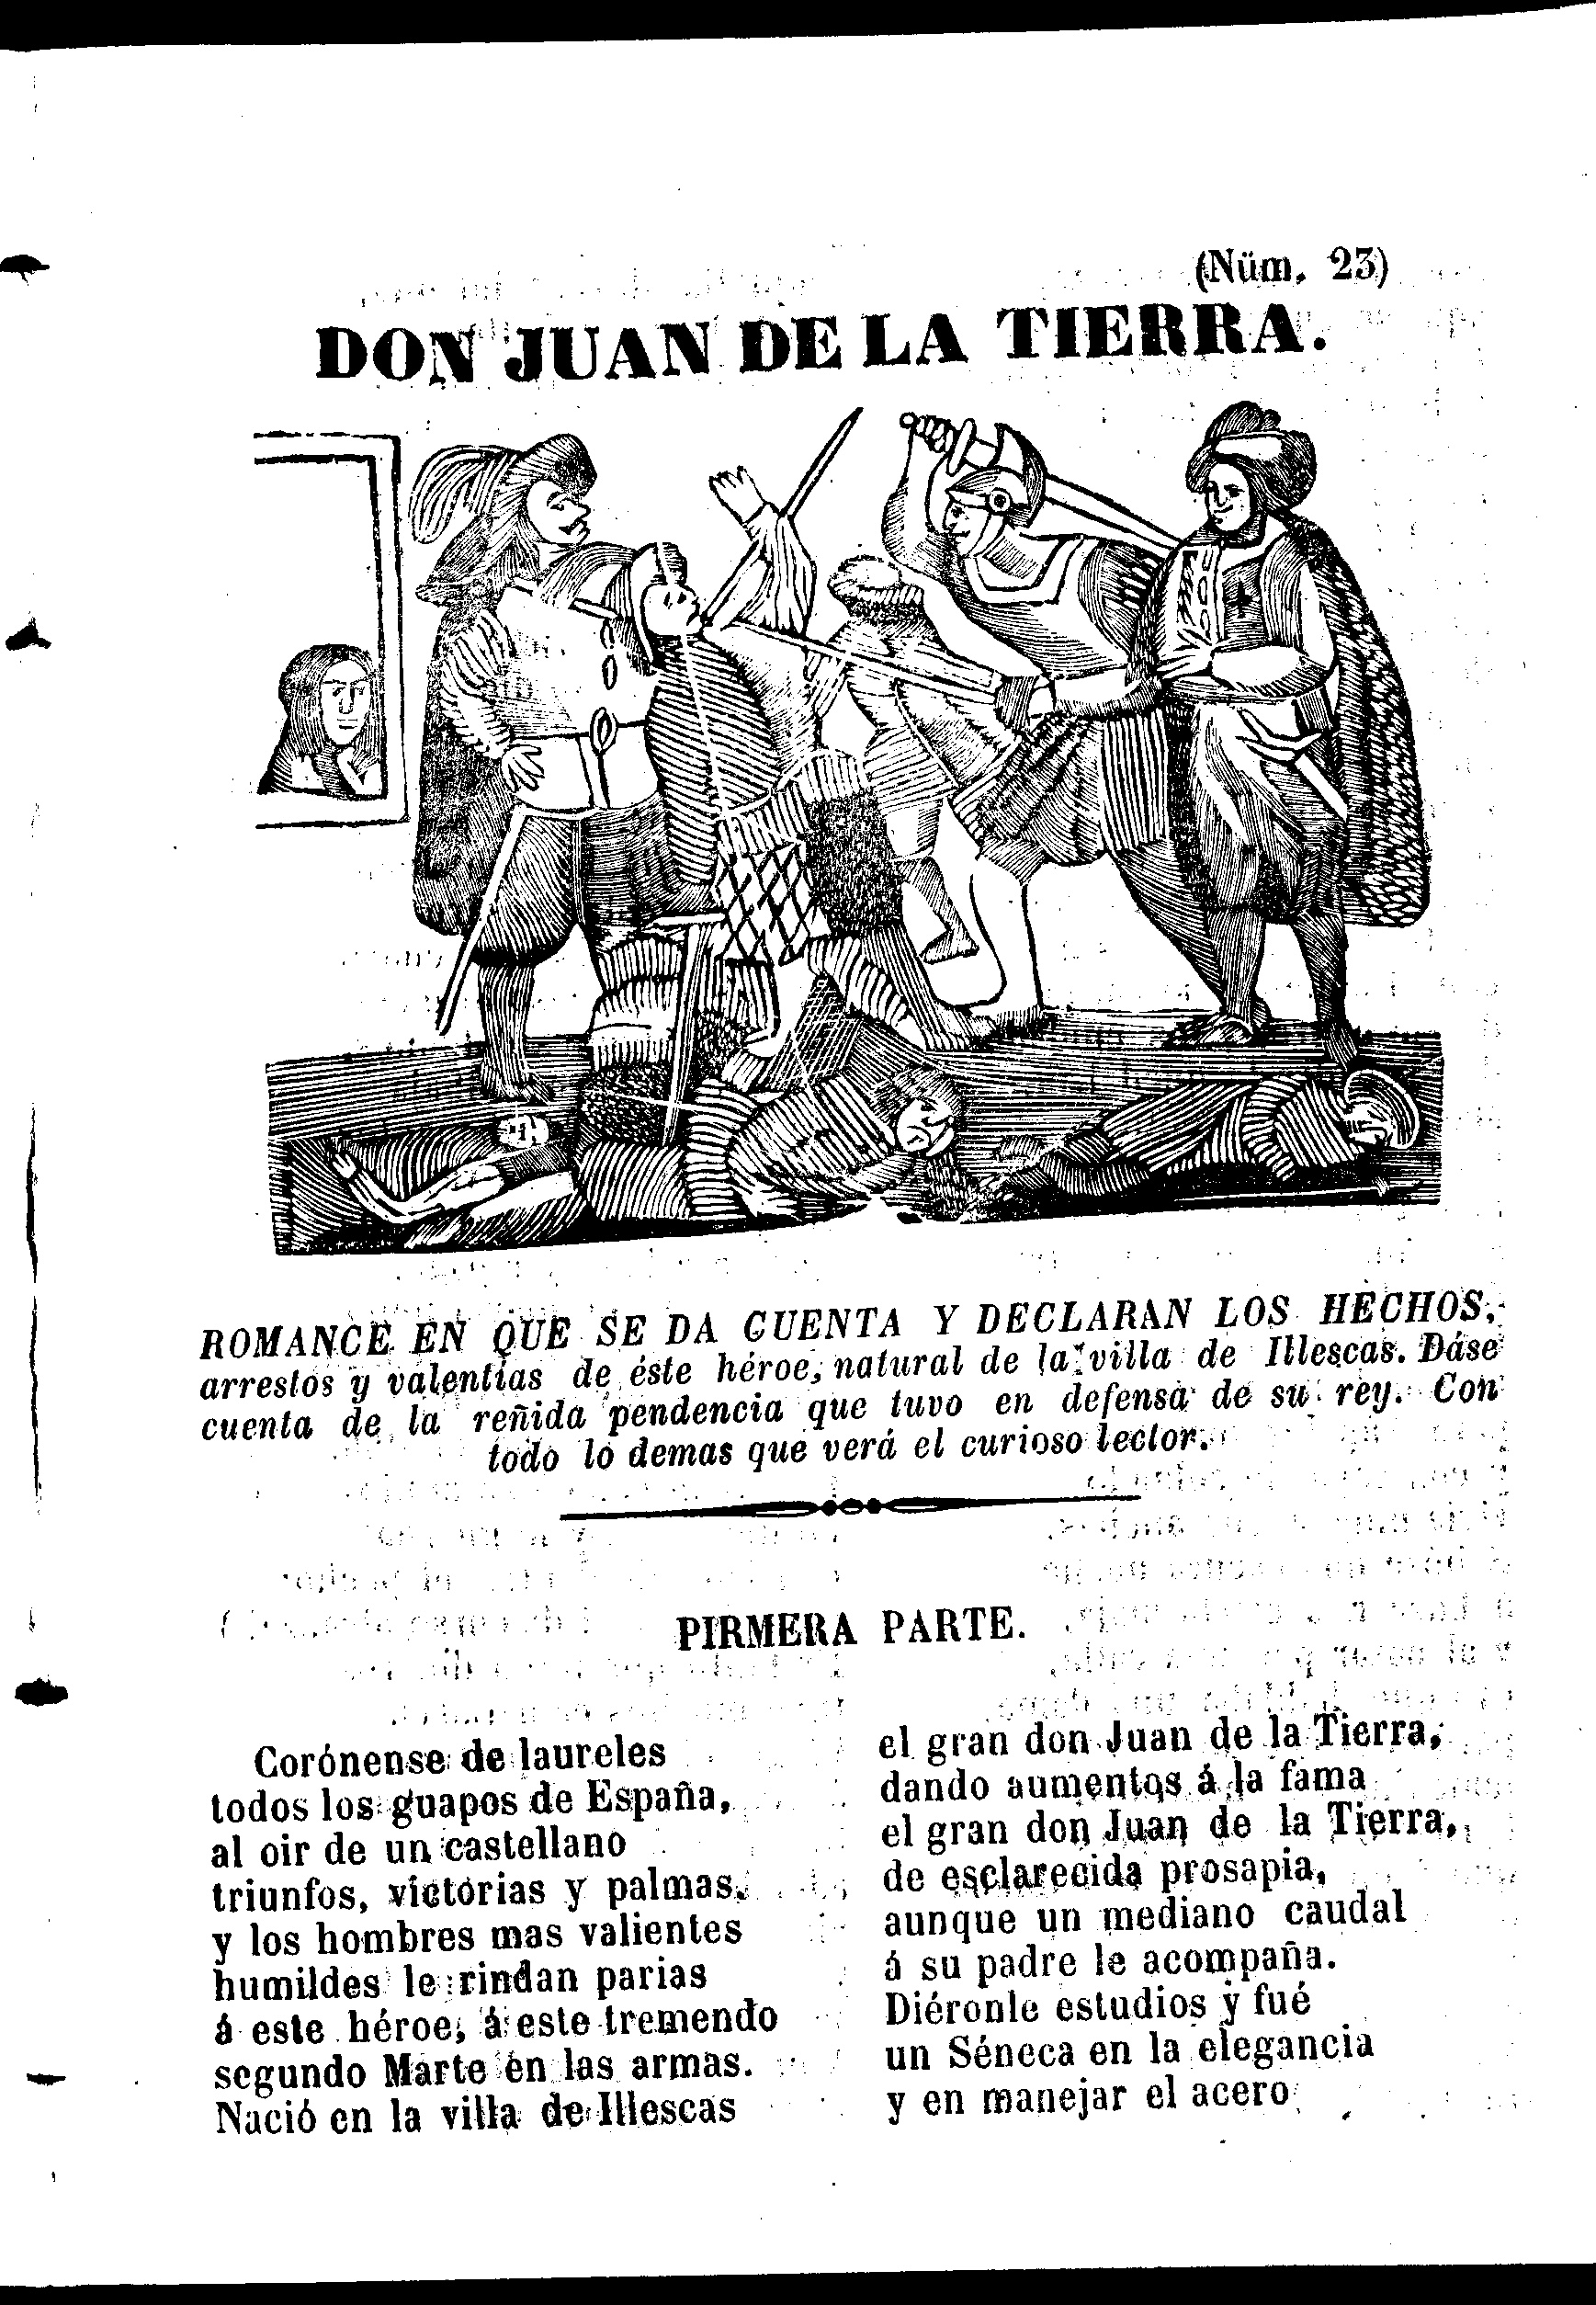 (Núm. 23)
DON JUAN DE LA TIERRA.
ROMANCE EN QUE SE DA CUENTA Y DECLARAN LOS HECHOS,
arrestos y valentías de éste héroe, natural de la villa de Illescas. Dáse
cuenta de la reñida pendencia que tuvo en defensa de su rey. Con
todo lo demas que verá el curioso lector.
PIRMERA PARTE.
Corónense de laureles
todos los guapos de España,
al oir de un castellano
triunfos, victorias y palmas.
y los hombres mas valientes
humildes le rindan parias
á este héroe, á este tremendo
segundo Marte en las armas.
Nació en la villa de Illescas
el gran don Juan de la Tierra,
dando aumentos á la fama
el gran don Juan de la Tierra,
de esclarecida prosapia,
aunque un mediano caudal
á su padre le acompaña.
Diéronle estudios y fué
un Séneca en la elegancia
y en manejar el acero